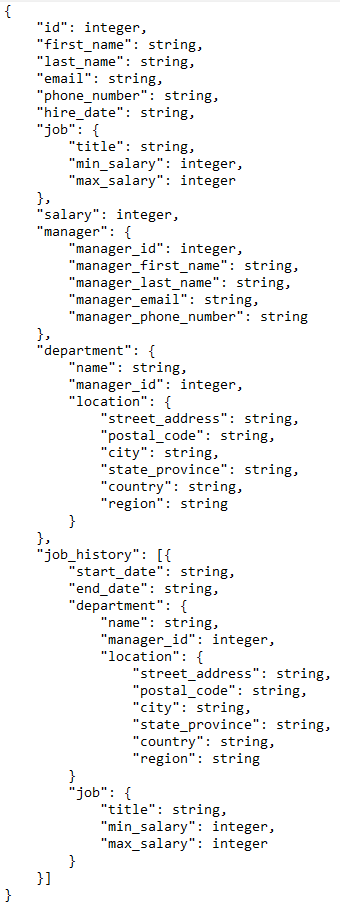 {
    "id": integer,
    "first_name": string,
    "last_name": string,
    "email": string,
    "phone_number": string,
    "hire_date": string,
    "job": {
        "title": string,
        "min_salary": integer,
        "max_salary": integer
    },
    "salary": integer,
    "manager": {
        "manager_id": integer,
        "manager_first_name": string,
        "manager_last_name": string,
        "manager_email": string,
        "manager_phone_number": string
    },
    "department": {
        "name": string,
        "manager_id": integer,
        "location": {
            "street_address": string,
            "postal_code": string,
            "city": string,
            "state_province": string,
            "country": string,
            "region": string
        }
    },
    "job_history": [{
        "start_date": string,
        "end_date": string,
        "department": {
            "name": string,
            "manager_id": integer,
            "location": {
                "street_address": string,
                "postal_code": string,
                "city": string,
                "state_province": string,
                "country": string,
                "region": string
        }
        "job": {
            "title": string,
            "min_salary": integer,
            "max_salary": integer
        }
    }]
}